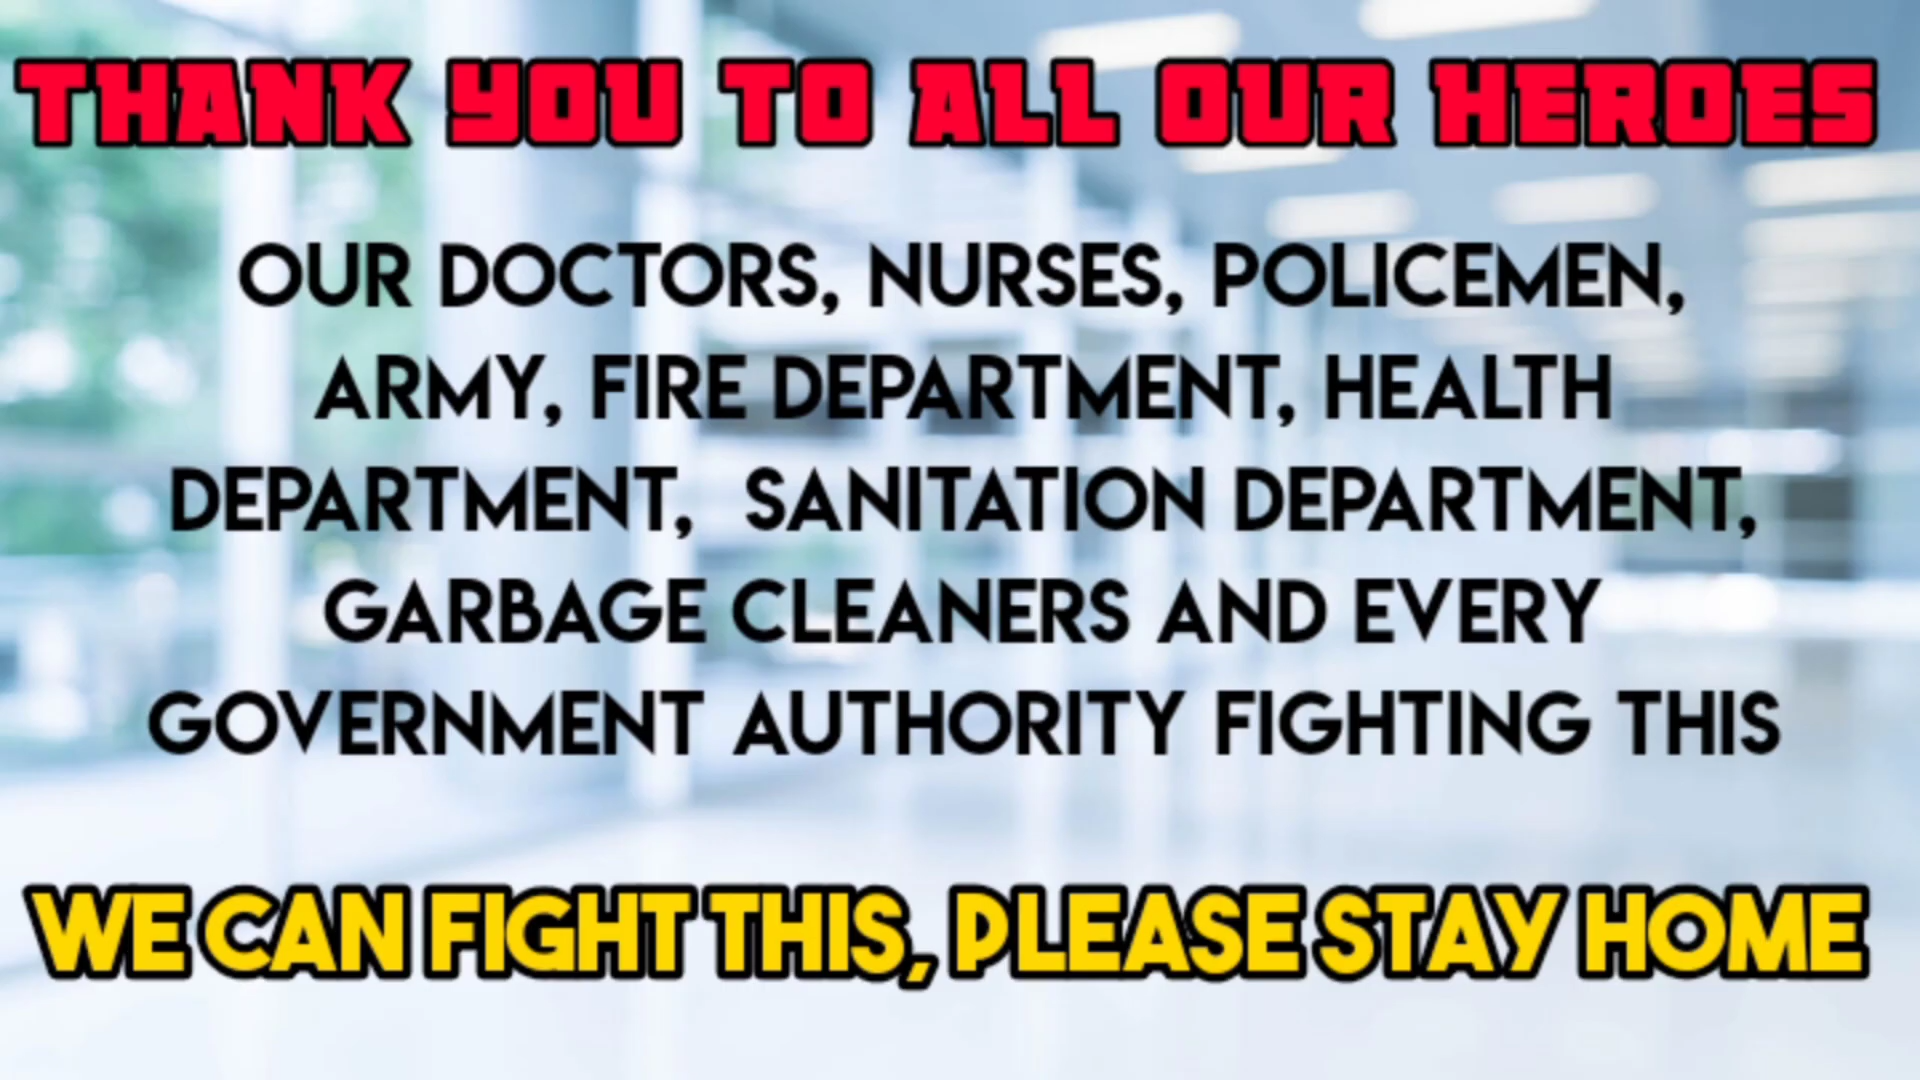 THANK YOU TO ALL OUR HEROES
OUR DOCTORS, NURSES, POLICEMEN,
ARMY, FIRE DEPARTMENT, HEALTH
DEPARTMENT, SANITATION DEPARTMENT,
GARBAGE CLEANERS AND EVERY
GOVERNMENT AUTHORITY FIGHTING THIS
WE CAN FIGHT THIS, PLEASE STAY HOME